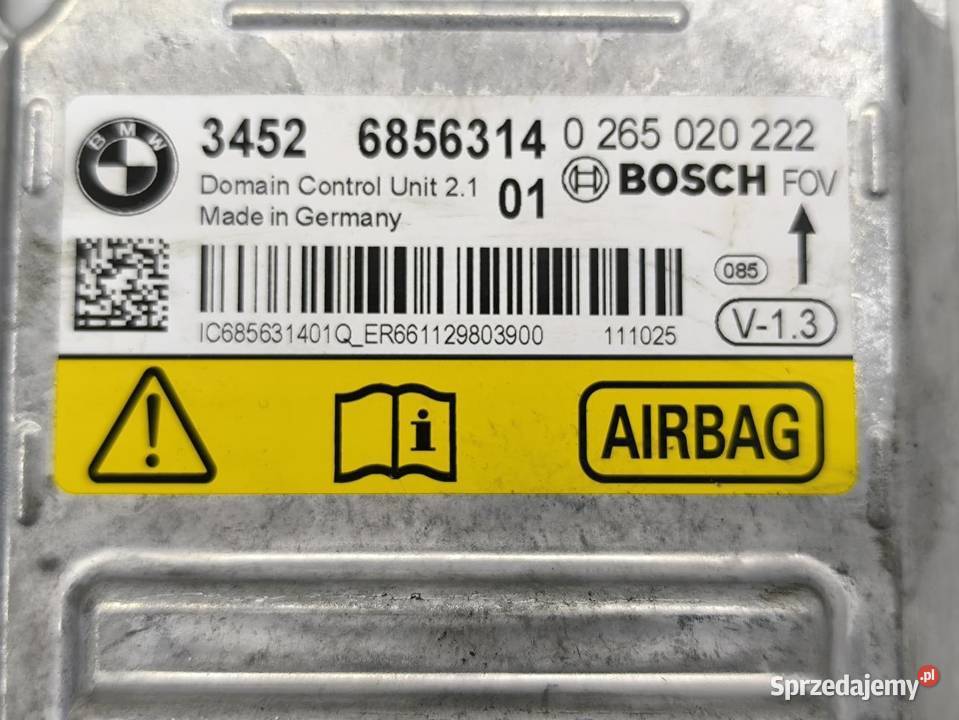 BMW
3452 6856314 0 265 020 222
Domain Control Unit 2.1 01 BOSCH FOV
Made in Germany
085
IC685631401Q_ER661129803900 111025 V-1.3
AIRBAG
Sprzedajemy.pl